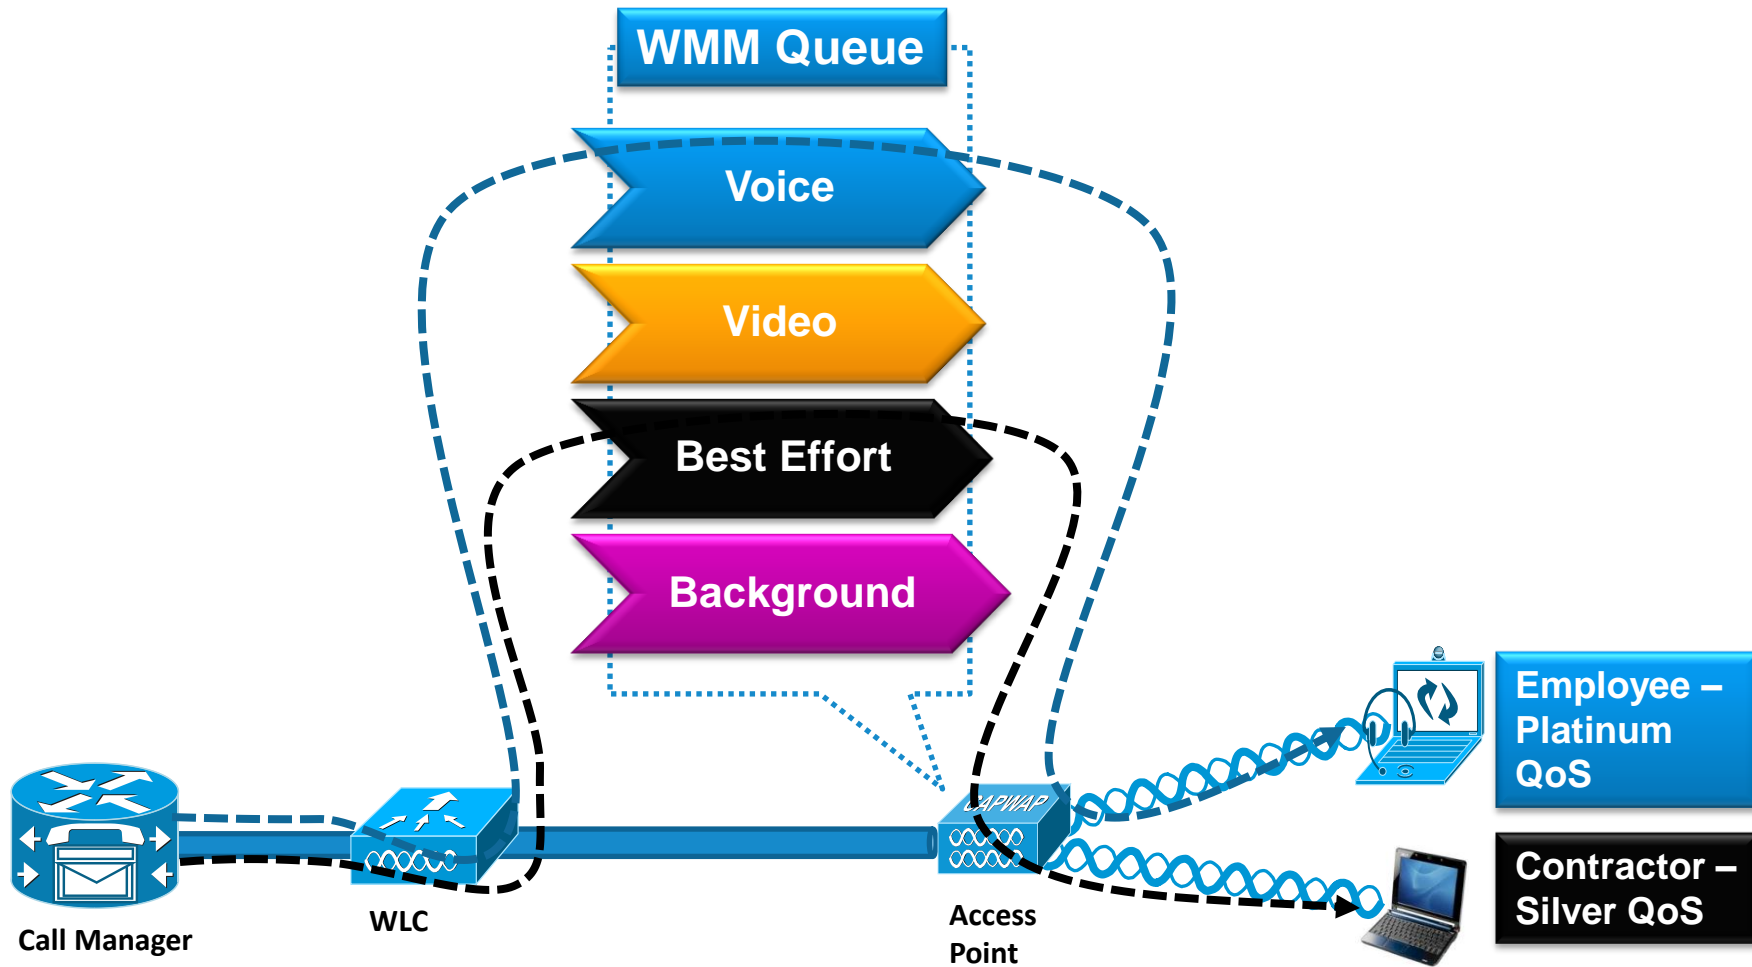 WMM Queue
Voice
Video
Best Effort
Background
Employee –
Platinum
QoS
CAPWAP
Contractor –
Silver QoS
WLC
Access
Point
Call Manager